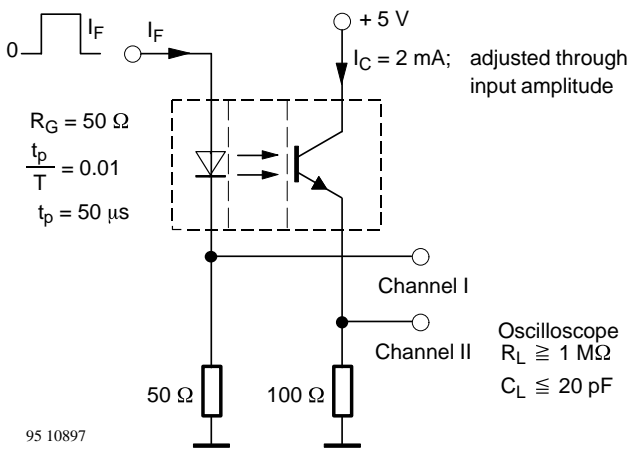 0
I_F
I_F
+ 5 V
I_C = 2 mA; adjusted through
input amplitude
R_G = 50 Ω
t_p
T
= 0.01
t_p = 50 μs
Channel I
Channel II
Oscilloscope
R_L ≧ 1 MΩ
C_L ≦ 20 pF
50 Ω
100 Ω
95 10897